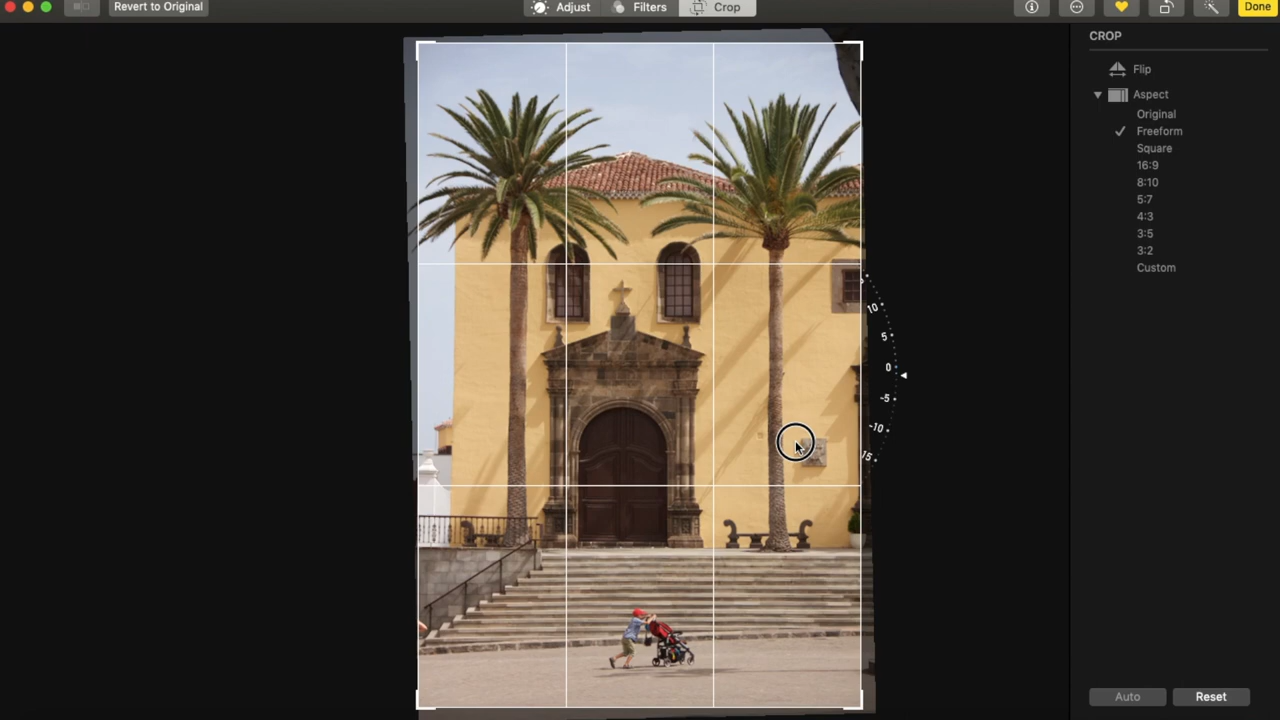 Revert to Original
Adjust
Filters
Crop
Done
CROP
Flip
Aspect
Original
Freeform
Square
16:9
8:10
5:7
4:3
3:5
3:2
Custom
10
5
0
-5
-10
15
Auto
Reset